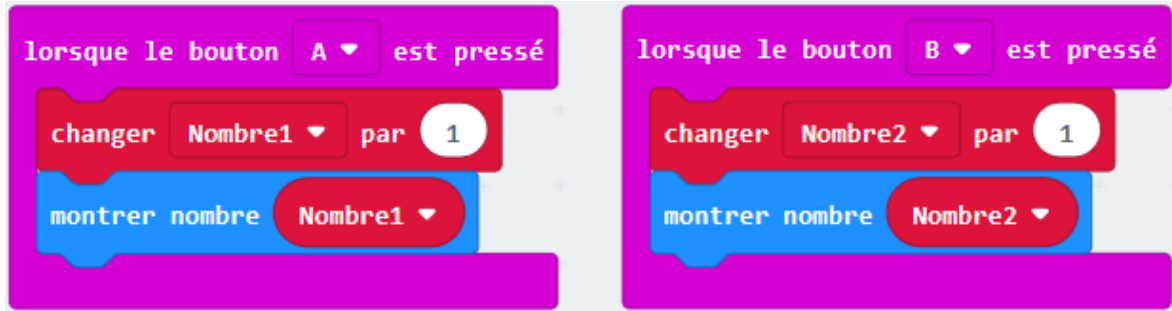 lorsque le bouton A est pressé
changer Nombre1 par 1
montrer nombre Nombre1
lorsque le bouton B est pressé
changer Nombre2 par 1
montrer nombre Nombre2